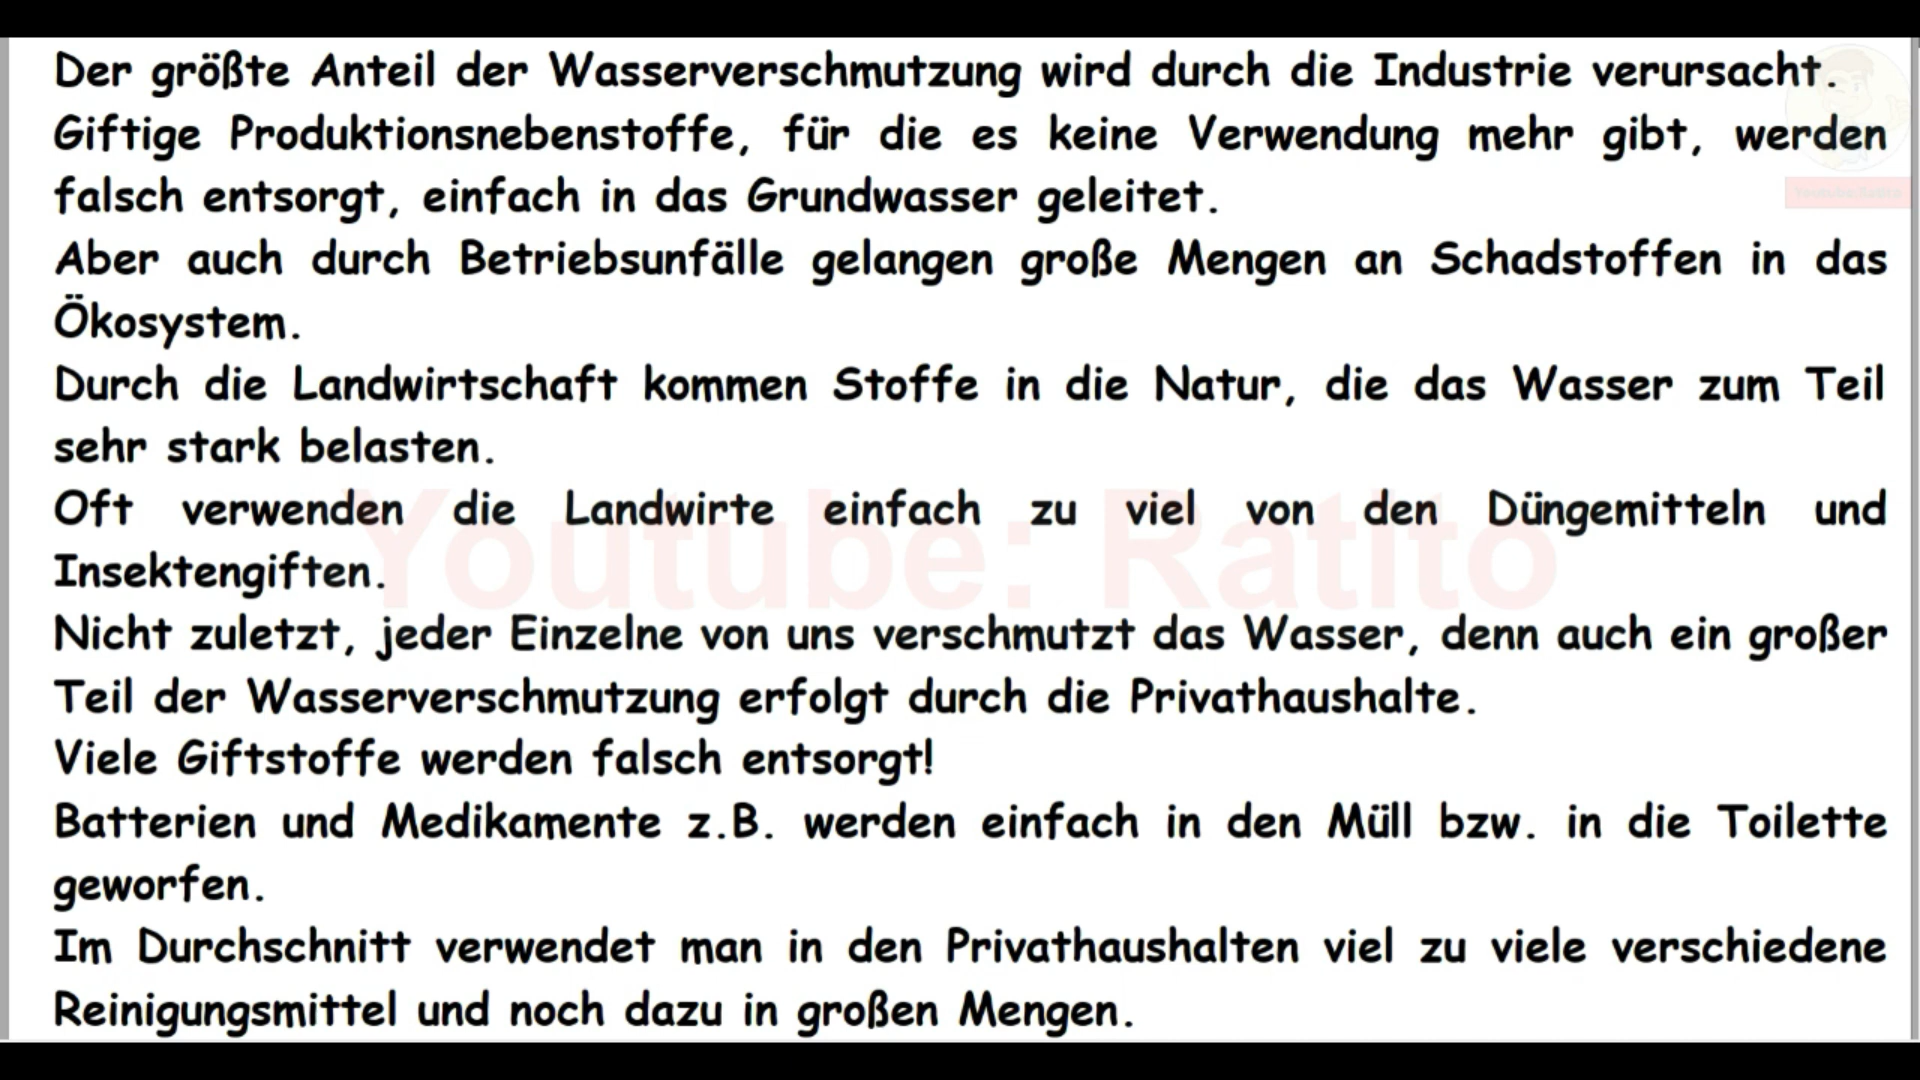 Der größte Anteil der Wasserverschmutzung wird durch die Industrie verursacht.
Giftige Produktionsnebenstoffe, für die es keine Verwendung mehr gibt, werden
falsch entsorgt, einfach in das Grundwasser geleitet.
Aber auch durch Betriebsunfälle gelangen große Mengen an Schadstoffen in das
Ökosystem.
Durch die Landwirtschaft kommen Stoffe in die Natur, die das Wasser zum Teil
sehr stark belasten.
Oft verwenden die Landwirte einfach zu viel von den Düngemitteln und
Insektengiften.
Nicht zuletzt, jeder Einzelne von uns verschmutzt das Wasser, denn auch ein großer
Teil der Wasserverschmutzung erfolgt durch die Privathaushalte.
Viele Giftstoffe werden falsch entsorgt!
Batterien und Medikamente z.B. werden einfach in den Müll bzw. in die Toilette
geworfen.
Im Durchschnitt verwendet man in den Privathaushalten viel zu viele verschiedene
Reinigungsmittel und noch dazu in großen Mengen.
Youtube: Ratito
Youtube:Ratito